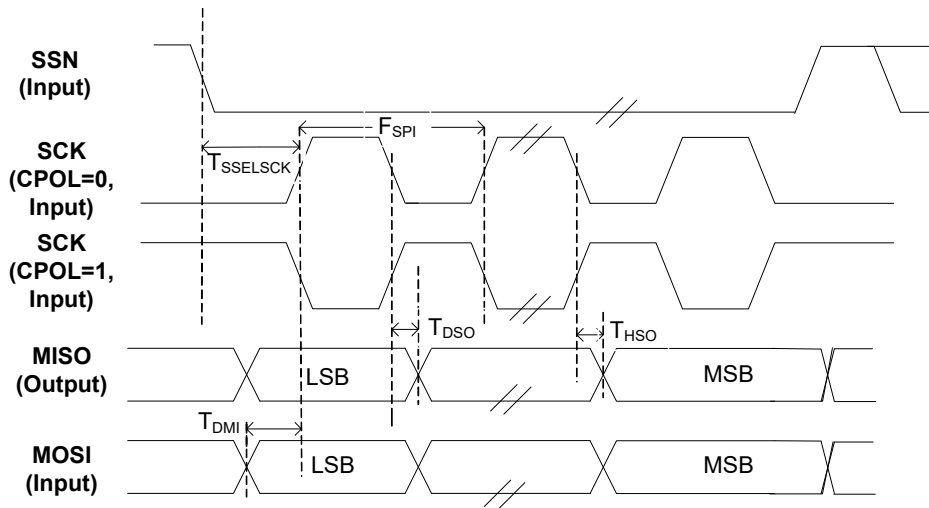 SSN
(Input)
F_SPI
SCK
(CPOL=0,
Input)
T_SSELSCK
SCK
(CPOL=1,
Input)
T_DSO
T_HSO
MISO
(Output)
LSB
MSB
T_DMI
MOSI
(Input)
LSB
MSB